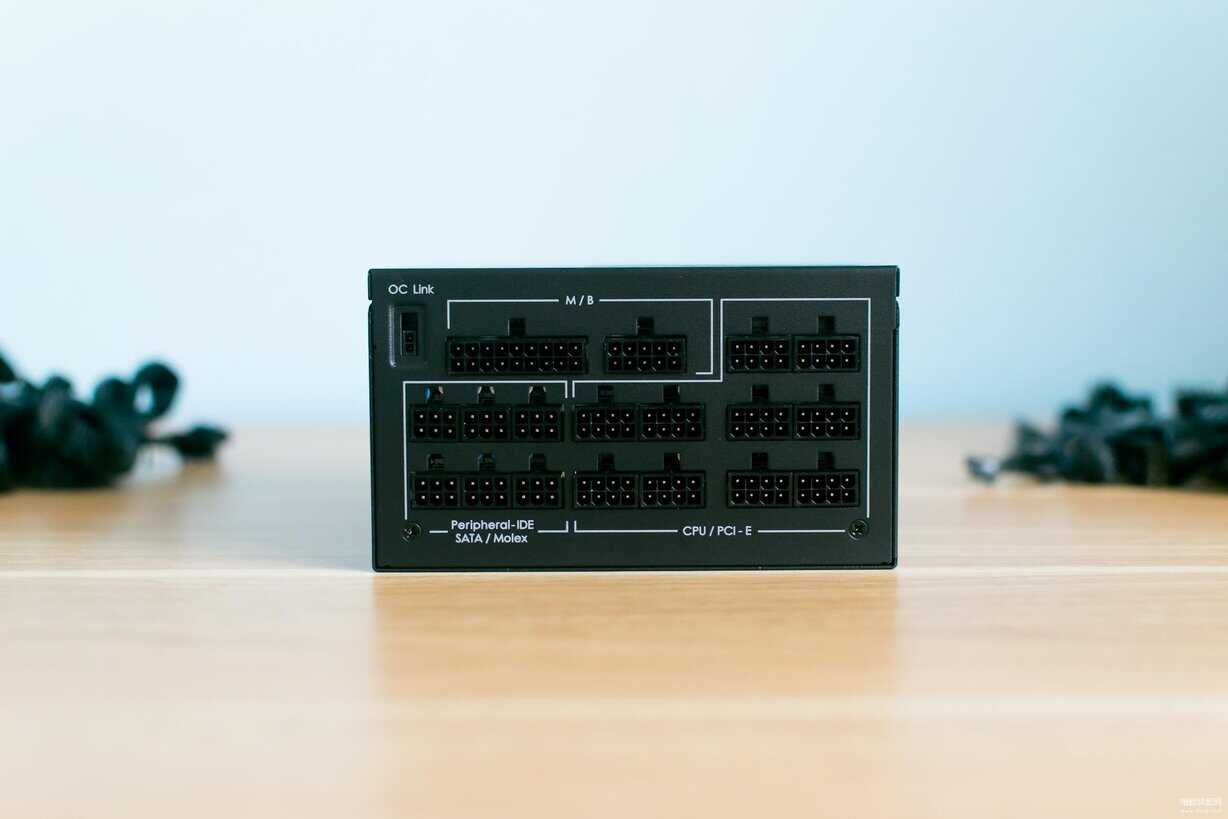 OC Link
M/B
Peripheral-IDE
SATA / Molex
CPU / PCI - E